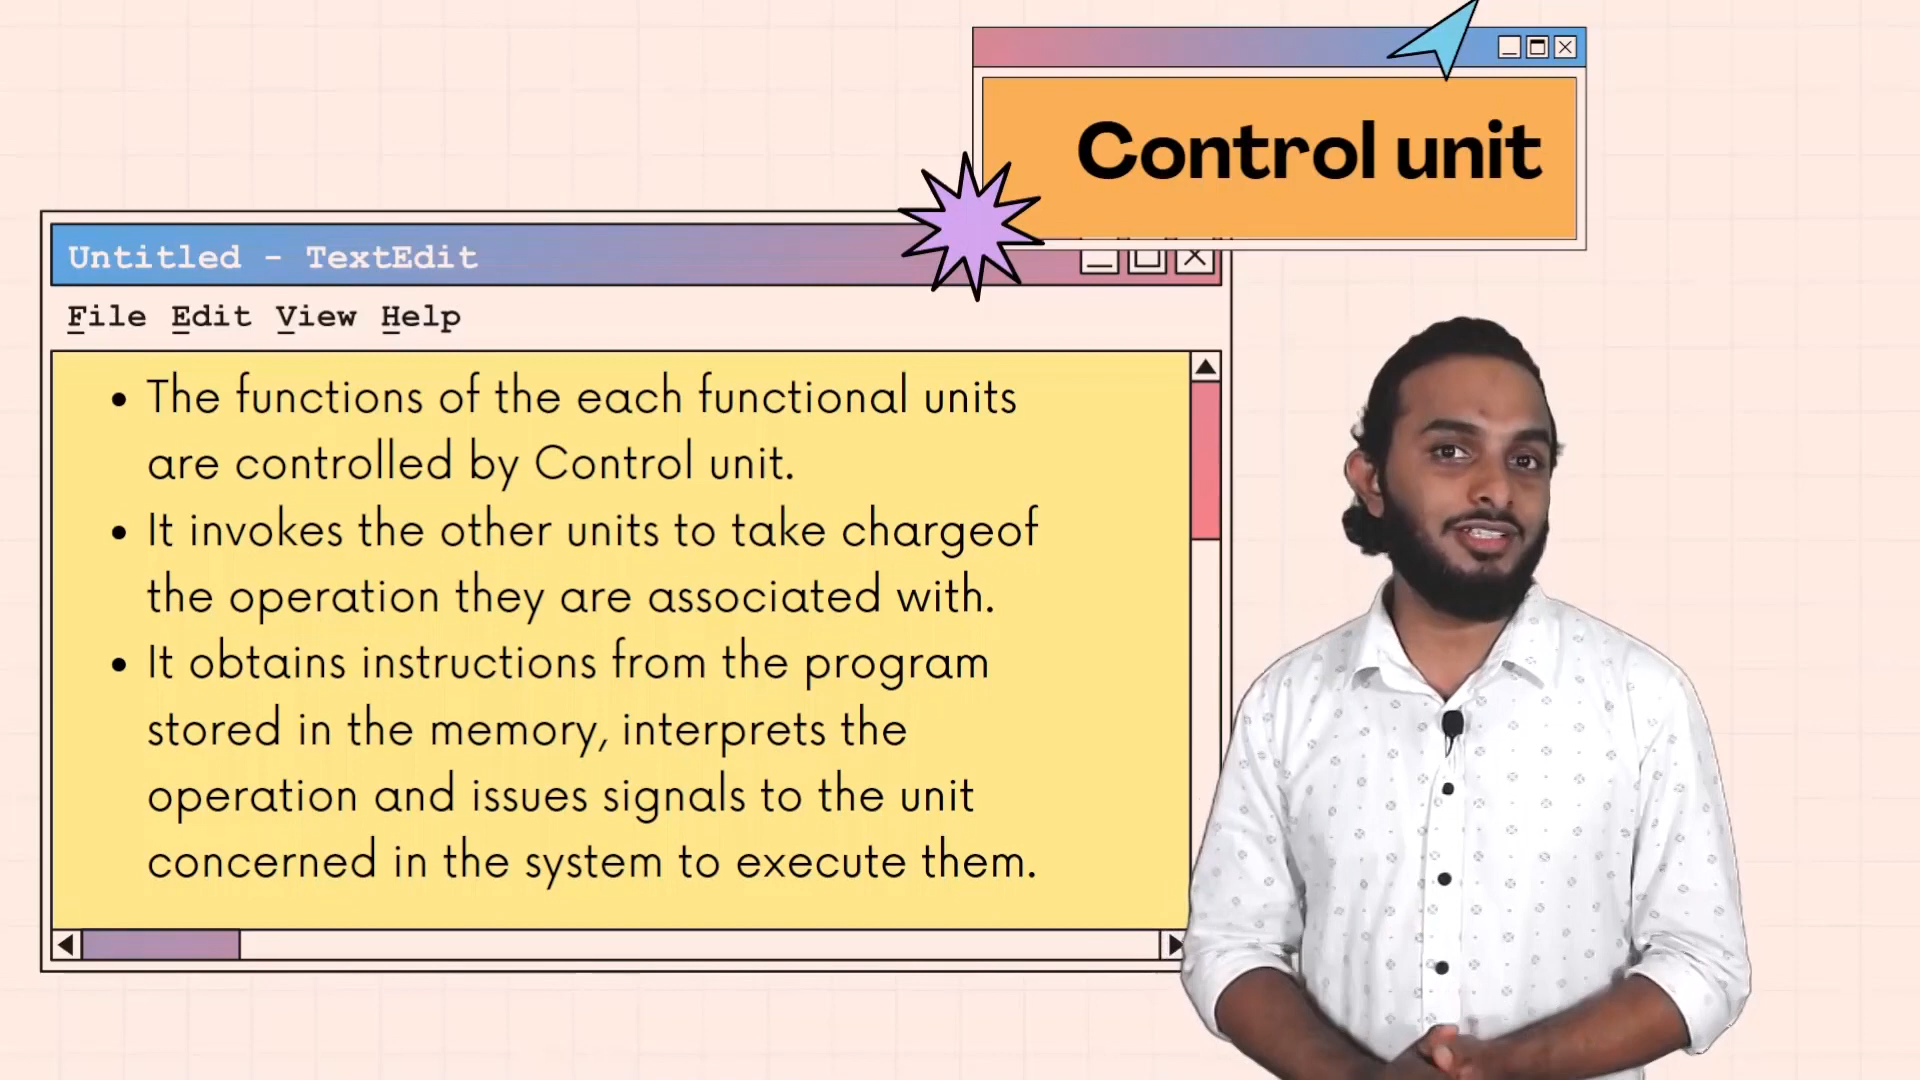 Control unit
Untitled - TextEdit
File Edit View Help
• The functions of the each functional units
are controlled by Control unit.
• It invokes the other units to take chargeof
the operation they are associated with.
• It obtains instructions from the program
stored in the memory, interprets the
operation and issues signals to the unit
concerned in the system to execute them.